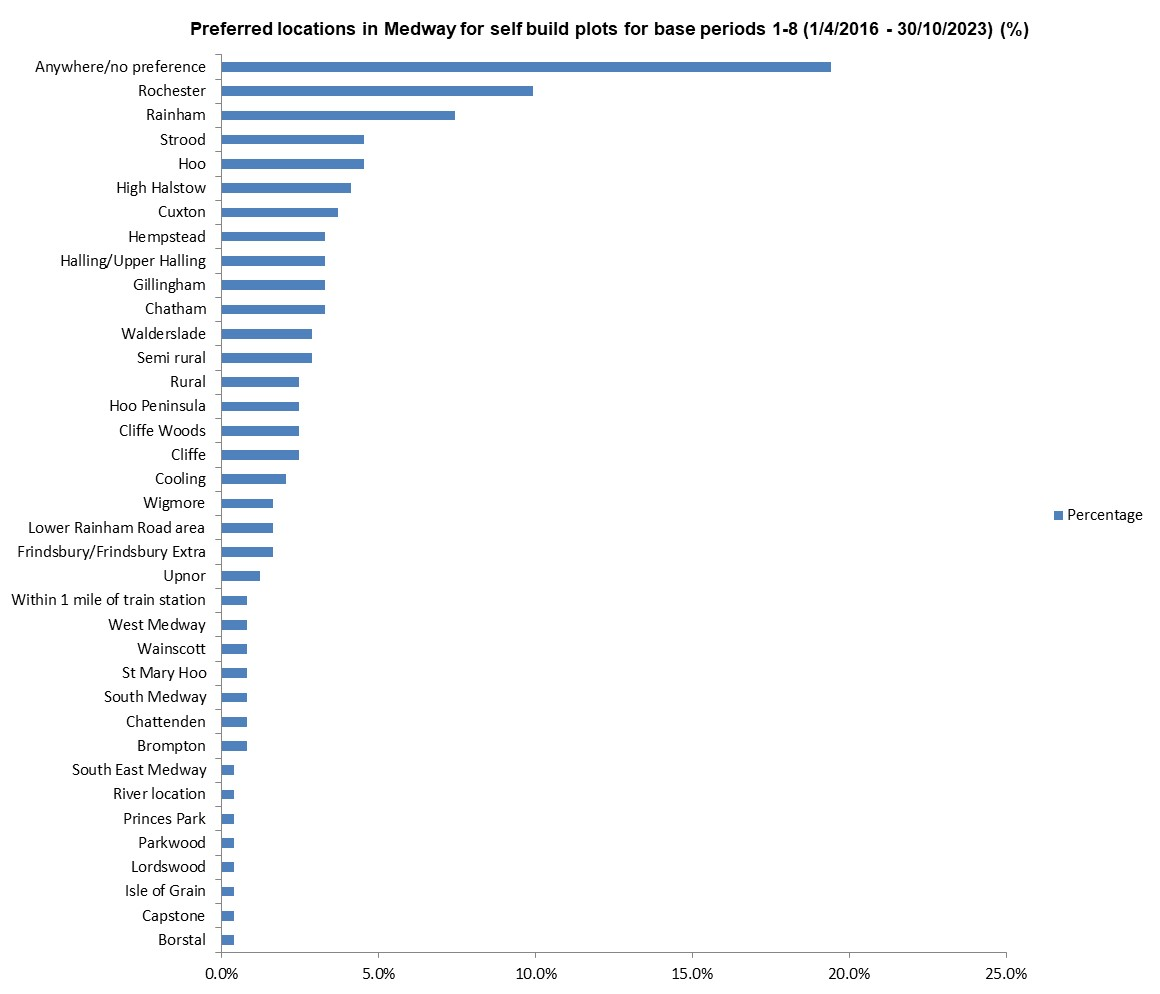 Preferred locations in Medway for self build plots for base periods 1-8 (1/4/2016 - 30/10/2023) (%)
Anywhere/no preference
Rochester
Rainham
Strood
Hoo
High Halstow
Cuxton
Hempstead
Halling/Upper Halling
Gillingham
Chatham
Walderslade
Semi rural
Rural
Hoo Peninsula
Cliffe Woods
Cliffe
Cooling
Wigmore
Lower Rainham Road area
Frindsbury/Frindsbury Extra
Upnor
Within 1 mile of train station
West Medway
Wainscott
St Mary Hoo
South Medway
Chattenden
Brompton
South East Medway
River location
Princes Park
Parkwood
Lordswood
Isle of Grain
Capstone
Borstal
0.0% 5.0% 10.0% 15.0% 20.0% 25.0%
Percentage